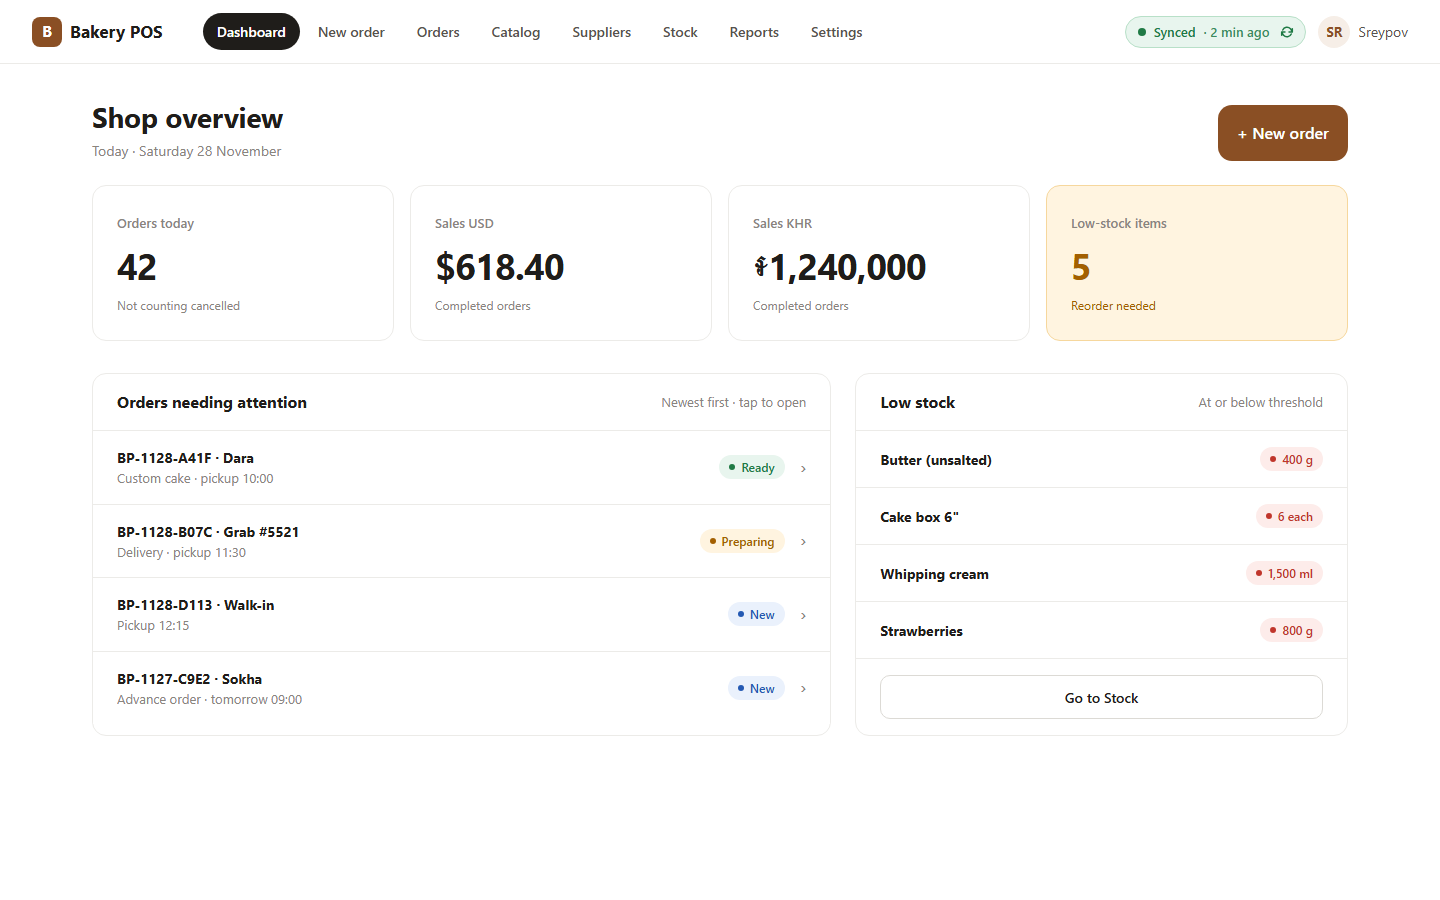 B Bakery POS Dashboard New order Orders Catalog Suppliers Stock Reports Settings Synced · 2 min ago SR Sreypov
Shop overview
Today · Saturday 28 November
+ New order
Orders today
42
Not counting cancelled
Sales USD
$618.40
Completed orders
Sales KHR
៛1,240,000
Completed orders
Low-stock items
5
Reorder needed
Orders needing attention
Newest first · tap to open
BP-1128-A41F · Dara
Custom cake · pickup 10:00
Ready ›
BP-1128-B07C · Grab #5521
Delivery · pickup 11:30
Preparing ›
BP-1128-D113 · Walk-in
Pickup 12:15
New ›
BP-1127-C9E2 · Sokha
Advance order · tomorrow 09:00
New ›
Low stock
At or below threshold
Butter (unsalted) 400 g
Cake box 6" 6 each
Whipping cream 1,500 ml
Strawberries 800 g
Go to Stock